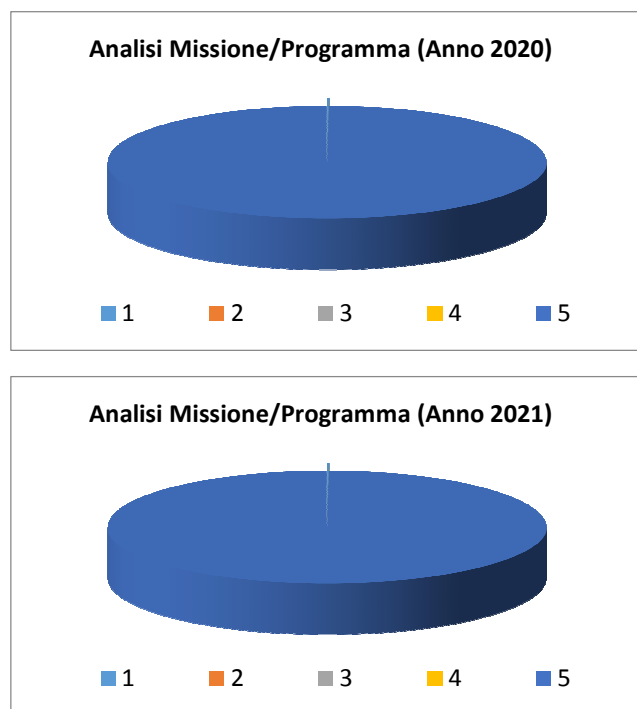 Analisi Missione/Programma (Anno 2020)
1 2 3 4 5
Analisi Missione/Programma (Anno 2021)
1 2 3 4 5